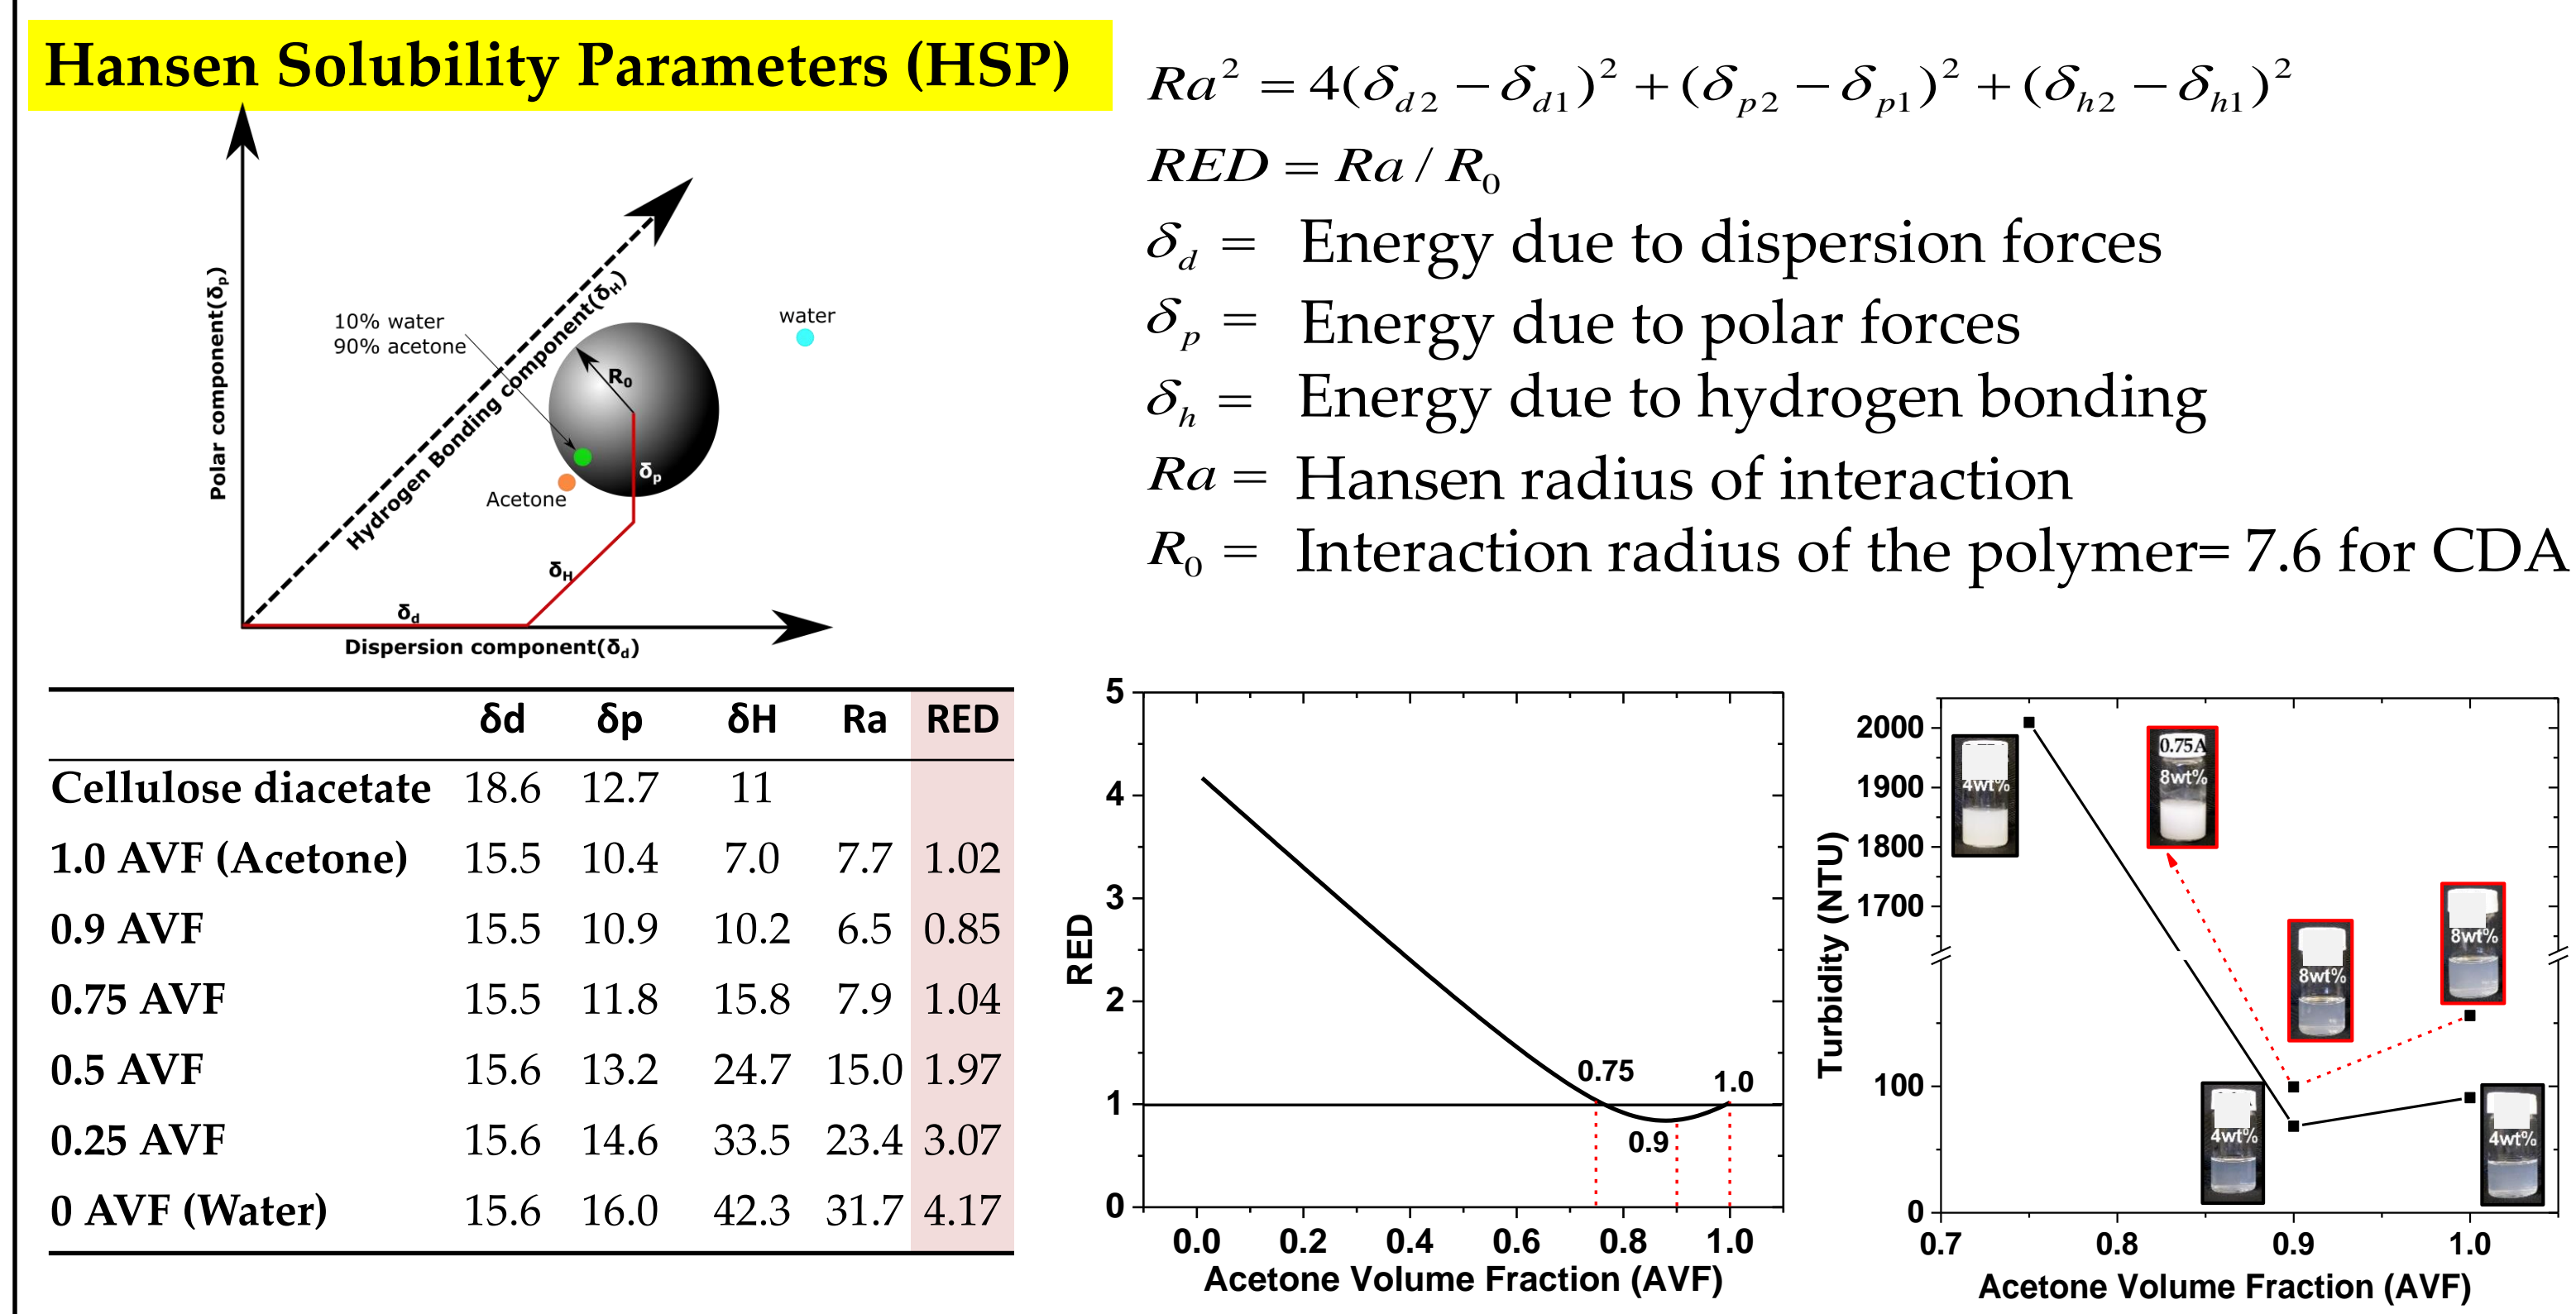 Hansen Solubility Parameters (HSP)
Ra² = 4(δ_d2 − δ_d1)² + (δ_p2 − δ_p1)² + (δ_h2 − δ_h1)²
RED = Ra / R₀
δ_d = Energy due to dispersion forces
δ_p = Energy due to polar forces
δ_h = Energy due to hydrogen bonding
Ra = Hansen radius of interaction
R₀ = Interaction radius of the polymer= 7.6 for CDA
Polar component(δp)
Hydrogen Bonding component(δH)
Dispersion component(δd)
10% water
90% acetone
water
R₀
Acetone
δp
δH
δd
δd δp δH Ra RED
Cellulose diacetate 18.6 12.7 11
1.0 AVF (Acetone) 15.5 10.4 7.0 7.7 1.02
0.9 AVF 15.5 10.9 10.2 6.5 0.85
0.75 AVF 15.5 11.8 15.8 7.9 1.04
0.5 AVF 15.6 13.2 24.7 15.0 1.97
0.25 AVF 15.6 14.6 33.5 23.4 3.07
0 AVF (Water) 15.6 16.0 42.3 31.7 4.17
RED
5
4
3
2
1
0
0.75
1.0
0.9
0.0 0.2 0.4 0.6 0.8 1.0
Acetone Volume Fraction (AVF)
Turbidity (NTU)
2000
1900
1800
1700
100
0
4wt%
0.75A
8wt%
8wt%
8wt%
4wt%
4wt%
0.7 0.8 0.9 1.0
Acetone Volume Fraction (AVF)